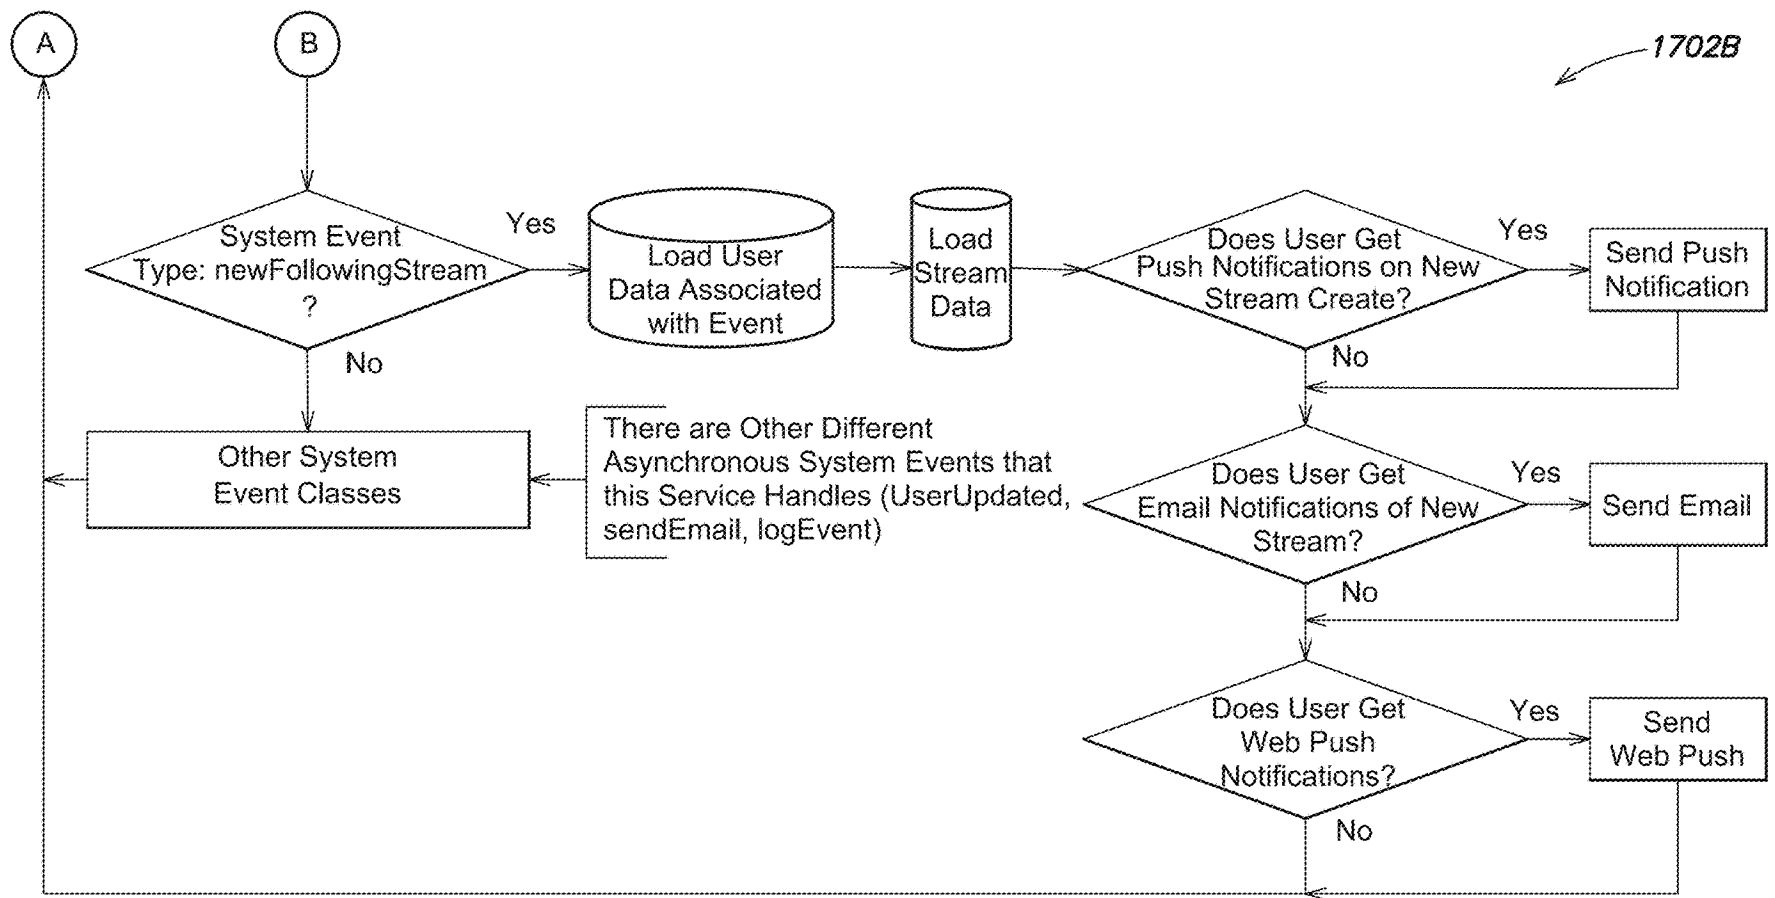 A
B
1702B
System Event
Type: newFollowingStream
?
Yes
No
Load User
Data Associated
with Event
Load
Stream
Data
Does User Get
Push Notifications on New
Stream Create?
Yes
No
Send Push
Notification
Other System
Event Classes
There are Other Different
Asynchronous System Events that
this Service Handles (UserUpdated,
sendEmail, logEvent)
Does User Get
Email Notifications of New
Stream?
Yes
No
Send Email
Does User Get
Web Push
Notifications?
Yes
No
Send
Web Push